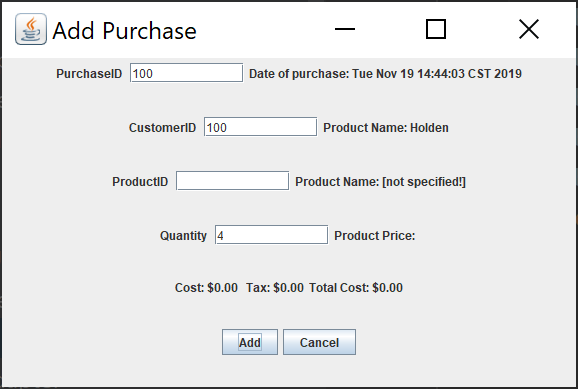 Add Purchase
PurchaseID 100 Date of purchase: Tue Nov 19 14:44:03 CST 2019
CustomerID 100 Product Name: Holden
ProductID Product Name: [not specified!]
Quantity 4 Product Price:
Cost: $0.00 Tax: $0.00 Total Cost: $0.00
Add Cancel